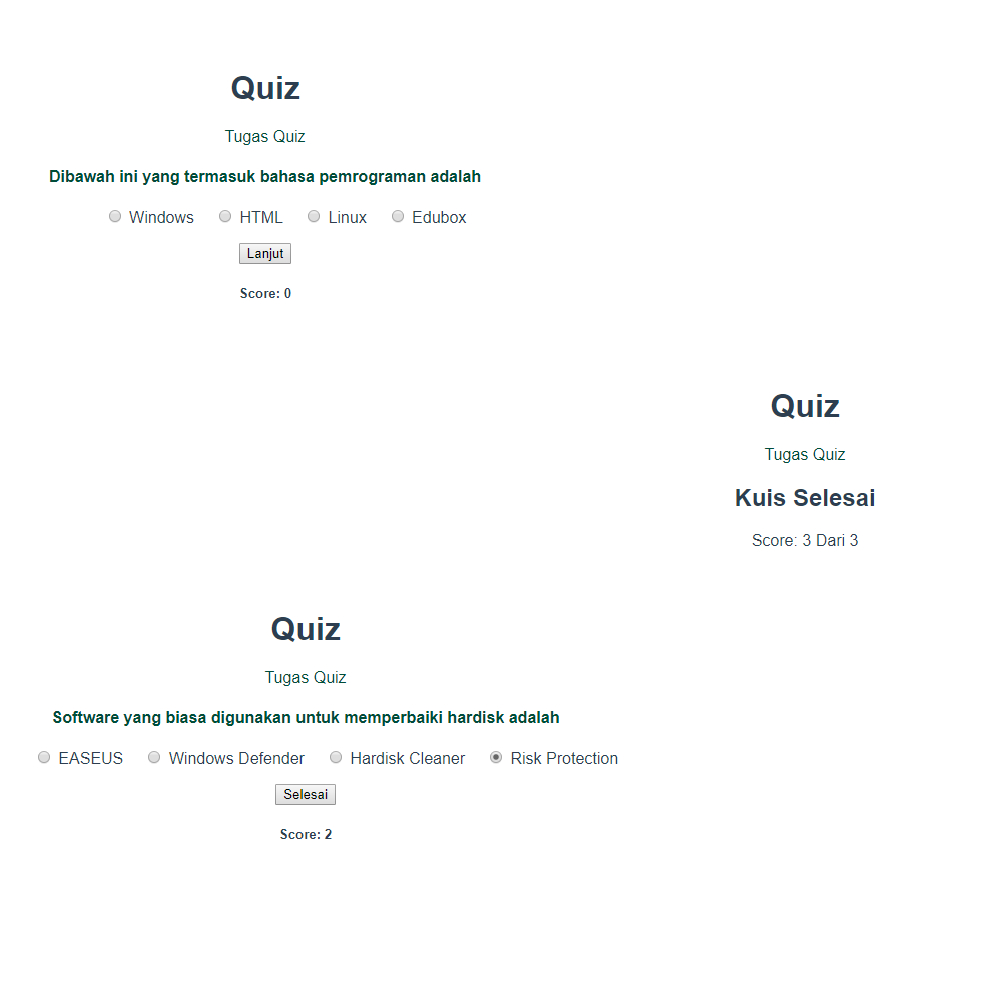 Quiz
Tugas Quiz
Dibawah ini yang termasuk bahasa pemrograman adalah
Windows HTML Linux Edubox
Lanjut
Score: 0
Quiz
Tugas Quiz
Kuis Selesai
Score: 3 Dari 3
Quiz
Tugas Quiz
Software yang biasa digunakan untuk memperbaiki hardisk adalah
EASEUS Windows Defender Hardisk Cleaner Risk Protection
Selesai
Score: 2